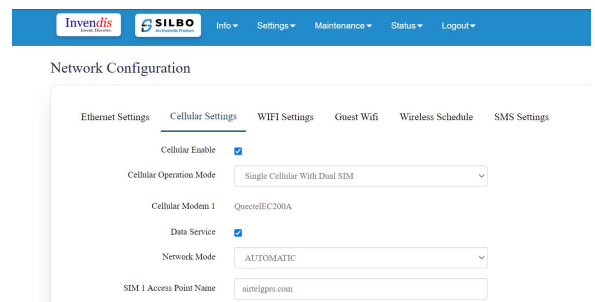 Invendis
Invent, Discover.
SILBO
An Invendis Product
Info
Settings
Maintenance
Status
Logout
Network Configuration
Ethernet Settings Cellular Settings WIFI Settings Guest Wifi Wireless Schedule SMS Settings
Cellular Enable
Cellular Operation Mode Single Cellular With Dual SIM
Cellular Modem 1 QuectelEC200A
Data Service
Network Mode AUTOMATIC
SIM 1 Access Point Name airtelgprs.com